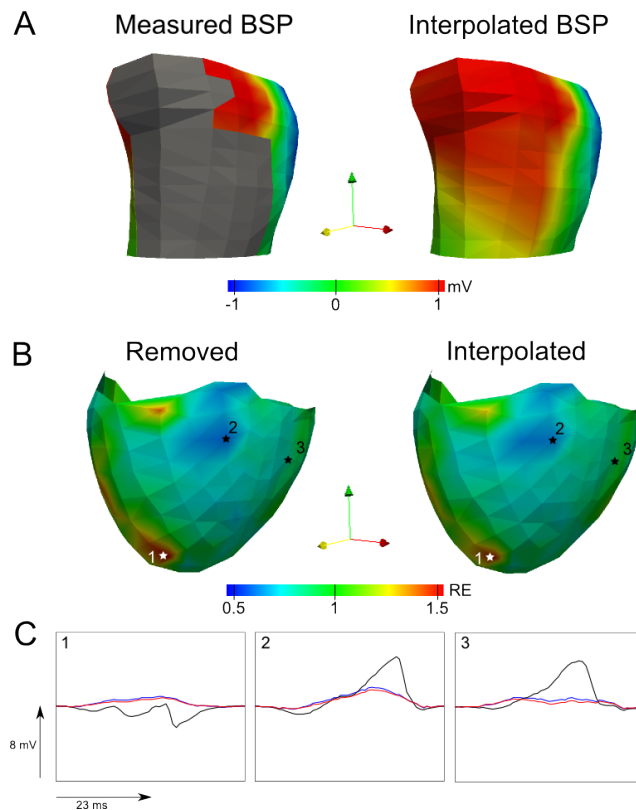 A
Measured BSP
Interpolated BSP
-1
0
1
mV
B
Removed
Interpolated
2
3
1
2
3
1
0.5
1
1.5
RE
C
1
2
3
8 mV
23 ms